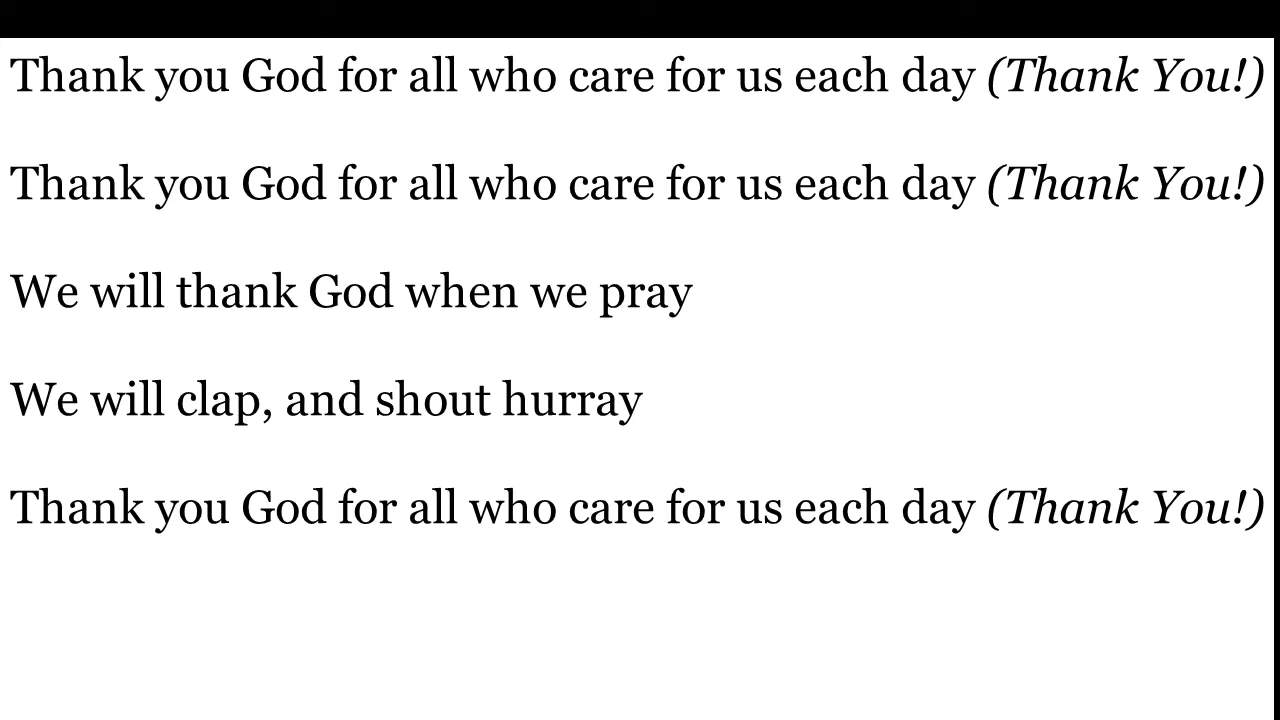 Thank you God for all who care for us each day (Thank You!)
Thank you God for all who care for us each day (Thank You!)
We will thank God when we pray
We will clap, and shout hurray
Thank you God for all who care for us each day (Thank You!)